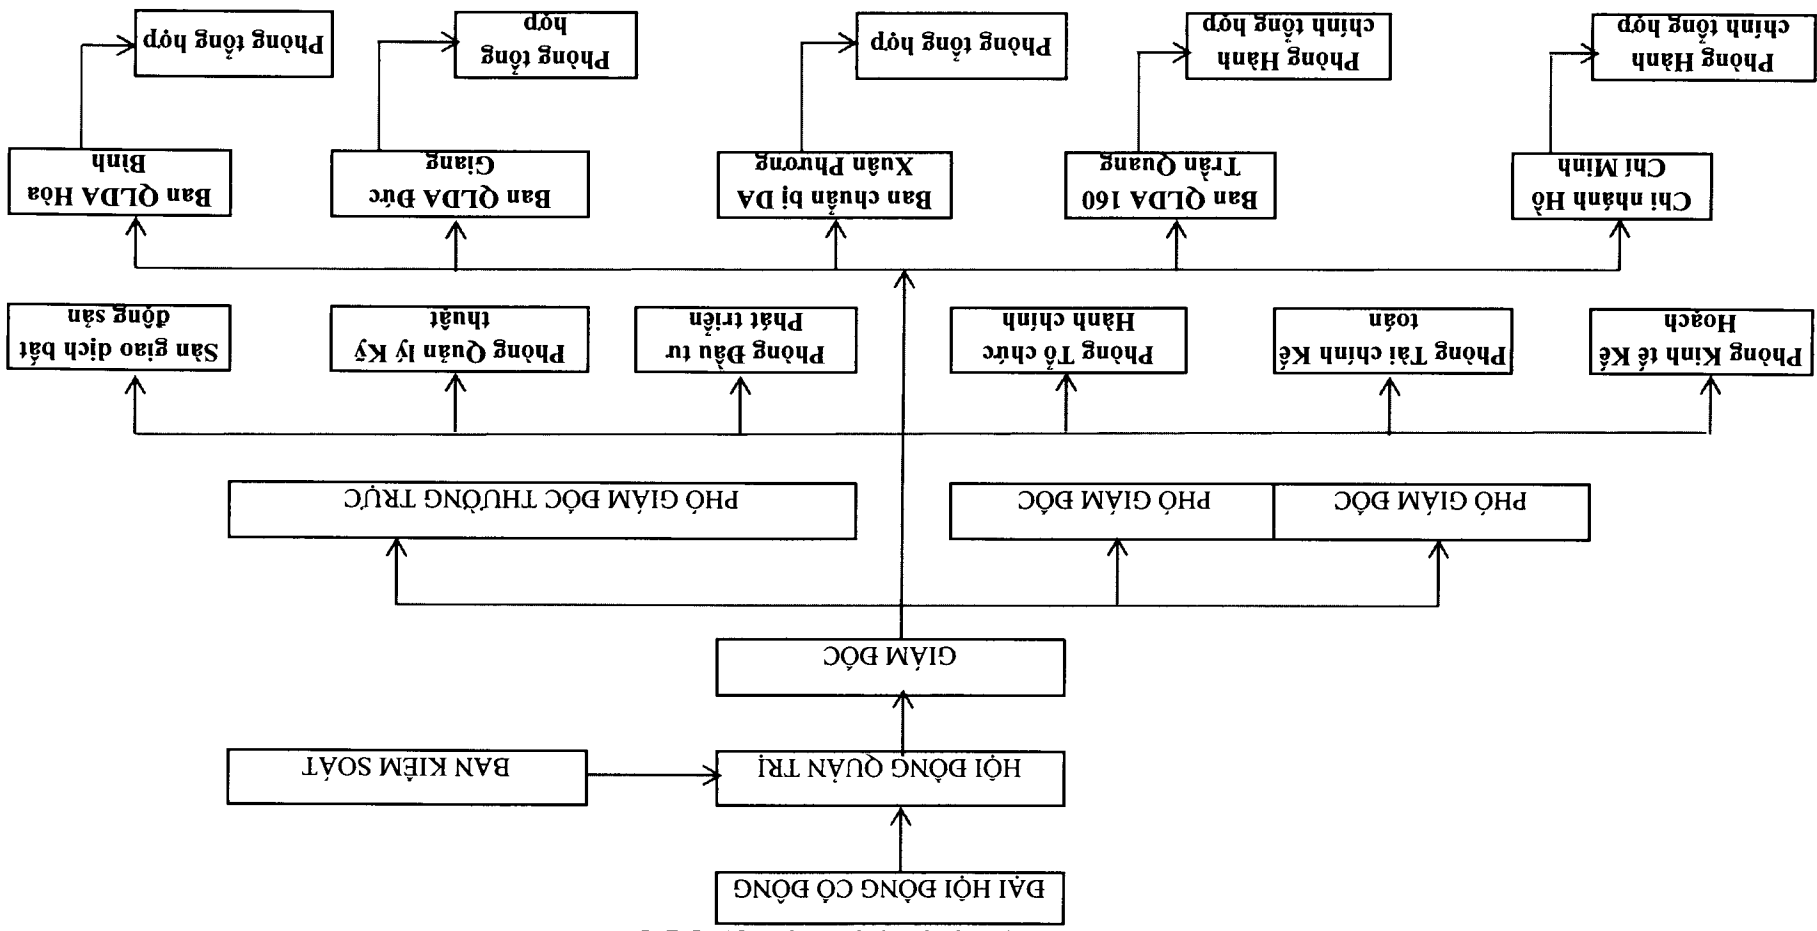 ĐẠI HỘI ĐỒNG CỔ ĐÔNG
HỘI ĐỒNG QUẢN TRỊ
BAN KIỂM SOÁT
GIÁM ĐỐC
PHÓ GIÁM ĐỐC
PHÓ GIÁM ĐỐC
PHÓ GIÁM ĐỐC THƯỜNG TRỰC
Phòng Kinh tế Kế
Hoạch
Phòng Tài chính Kế
toán
Phòng Tổ chức
Hành chính
Phòng Đầu tư
Phát triển
Phòng Quản lý Kỹ
thuật
Sàn giao dịch bất
động sản
Chi nhánh Hồ
Chí Minh
Ban QLDA 160
Trần Quang
Ban chuẩn bị DA
Xuân Phương
Ban QLDA Đức
Giang
Ban QLDA Hòa
Bình
Phòng Hành
chính tổng hợp
Phòng Hành
chính tổng hợp
Phòng tổng hợp
Phòng tổng
hợp
Phòng tổng hợp